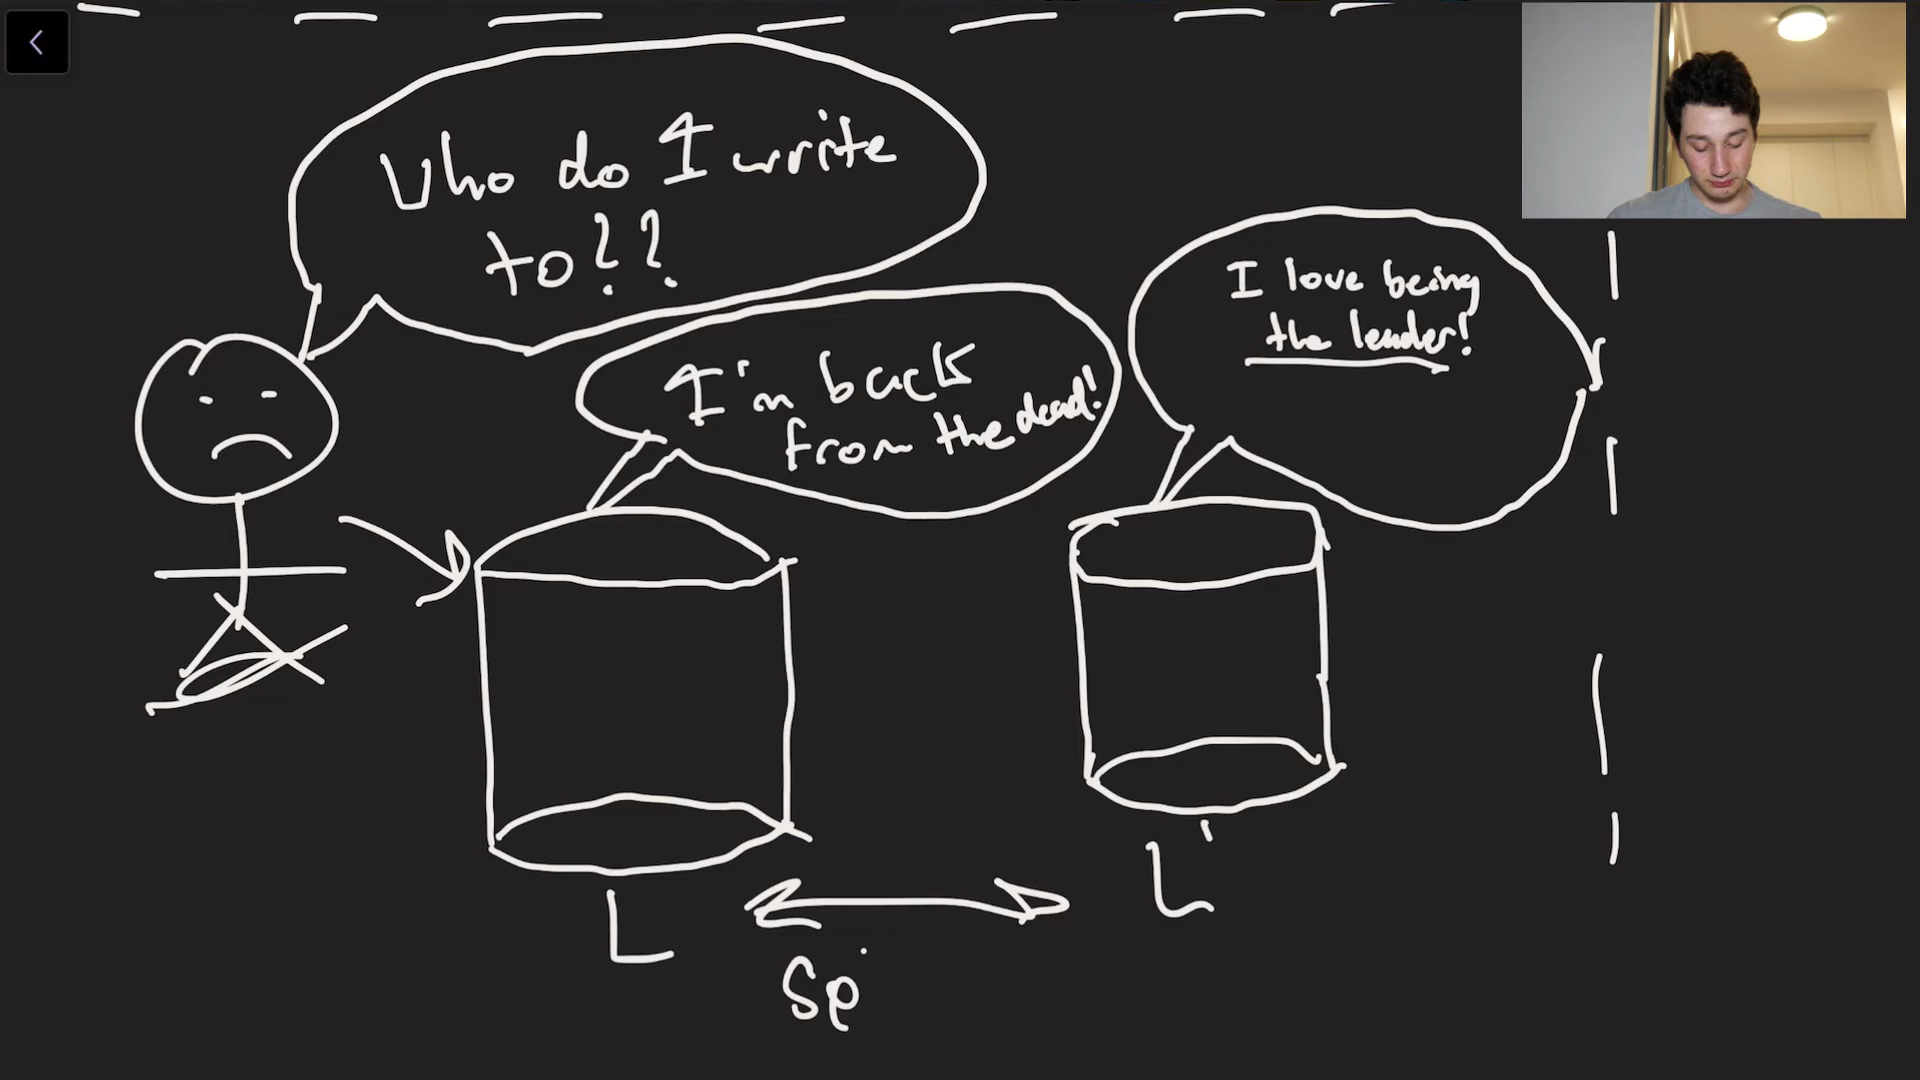 Who do I write
to??
I'm back
from the dead!
I love being
the leader!
L
L'
Sp